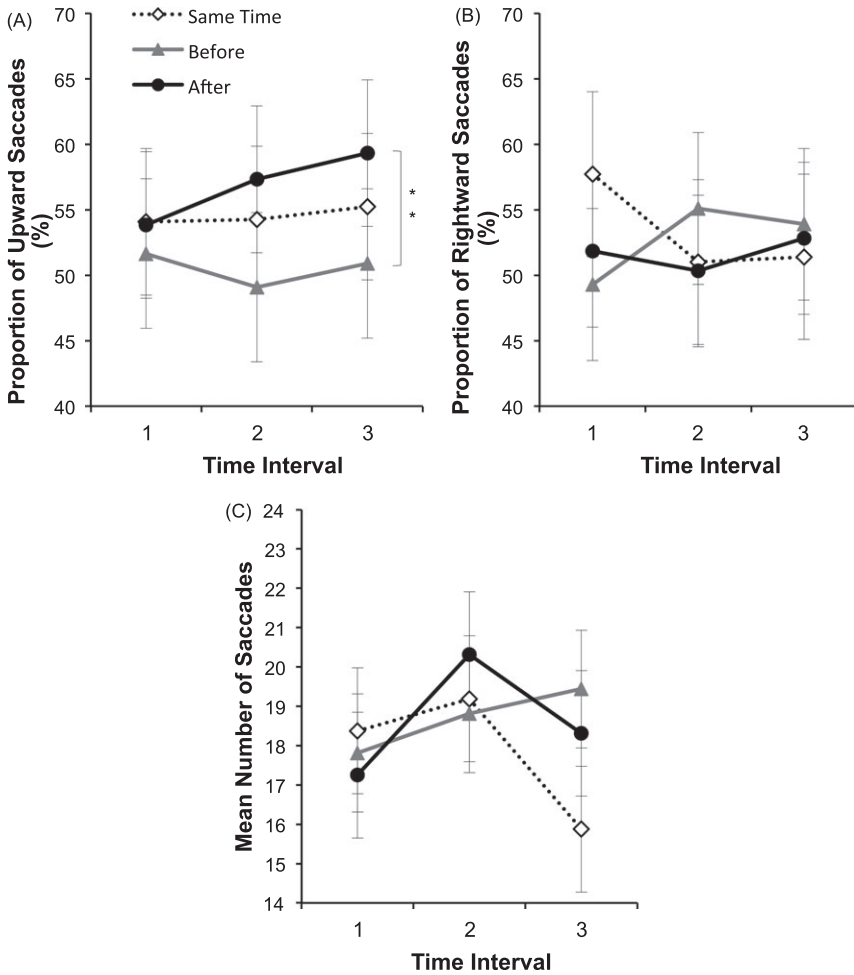 (A)
70
65
60
55
50
45
40
Proportion of Upward Saccades
(%)
Same Time
Before
After
*
*
1 2 3
Time Interval
(B)
70
65
60
55
50
45
40
Proportion of Rightward Saccades
(%)
1 2 3
Time Interval
(C)
24
23
22
21
20
19
18
17
16
15
14
Mean Number of Saccades
1 2 3
Time Interval